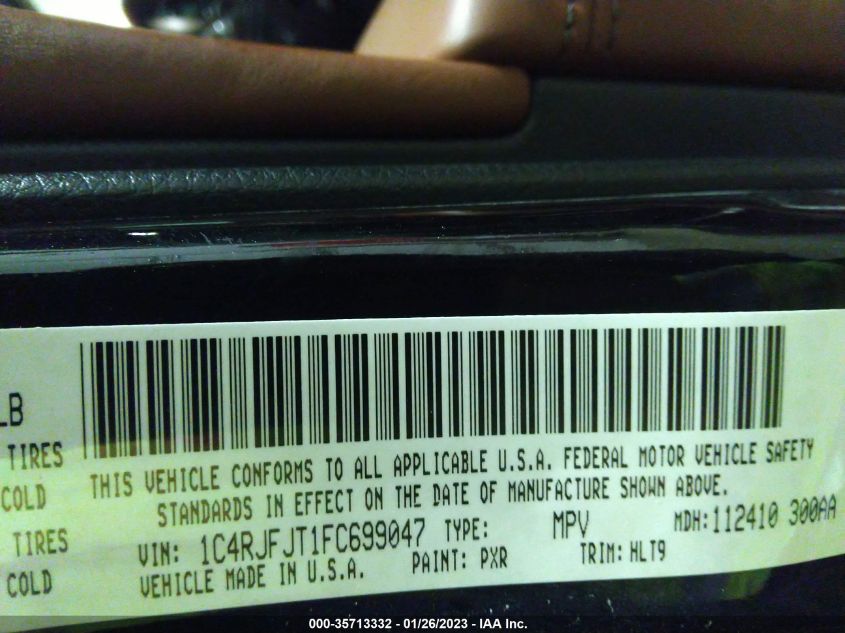 LB
TIRES
COLD
TIRES
COLD
THIS VEHICLE CONFORMS TO ALL APPLICABLE U.S.A. FEDERAL MOTOR VEHICLE SAFETY
STANDARDS IN EFFECT ON THE DATE OF MANUFACTURE SHOWN ABOVE.
VIN: 1C4RJFJT1FC699047 TYPE: MPV MDH: 112410 300AA
VEHICLE MADE IN U.S.A. PAINT: PXR TRIM: HLT9
000-35713332 - 01/26/2023 - IAA Inc.